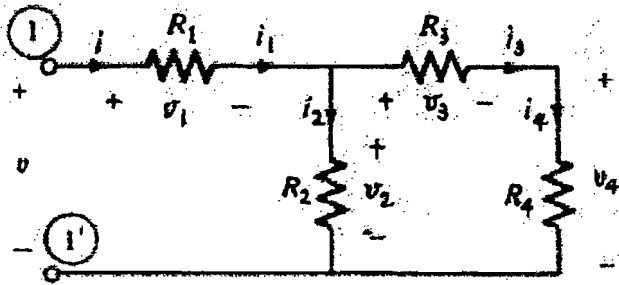 1 i R₁ i₁ R₃ i₃
+ + v₁ − i₂ + v₃ − i₄ +
v R₂ + v₂ − R₄ v₄
− 1' −